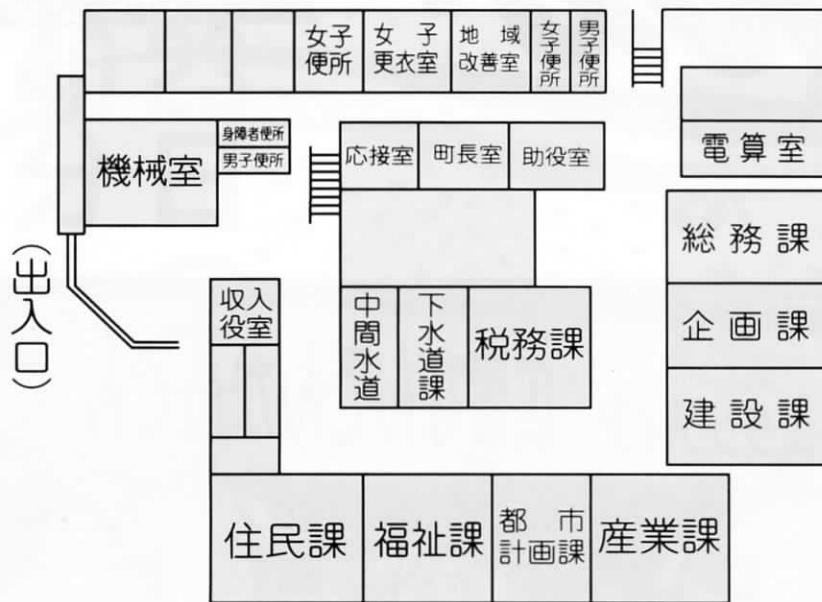 女子
便所
女子
更衣室
地域
改善室
女子便所
男子便所
機械室
身障者便所
男子便所
応接室
町長室
助役室
電算室
総務課
企画課
建設課
(出入口)
収入
役室
中間水道
下水道課
税務課
住民課
福祉課
都市
計画課
産業課